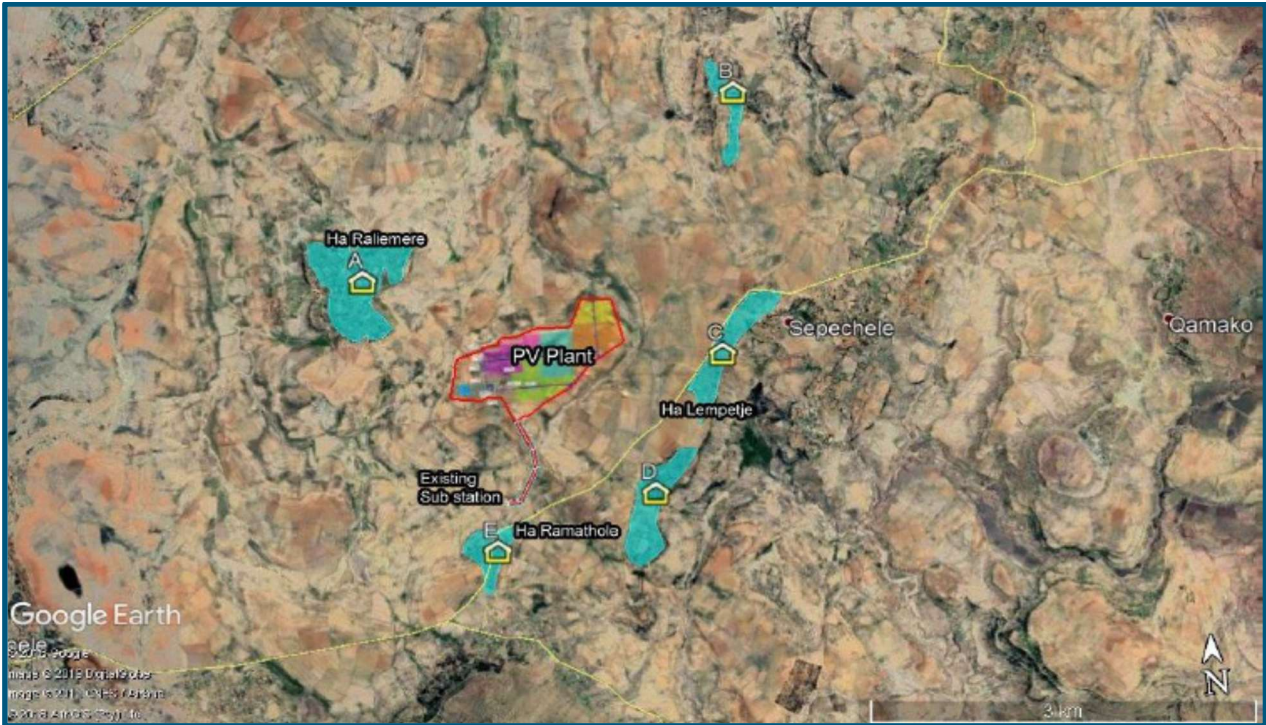 B
Ha Raliemere
A
C
Sepechele
Qamako
PV Plant
Ha Lempetje
D
Existing
Sub station
E
Ha Ramathole
Google Earth
N
3 km